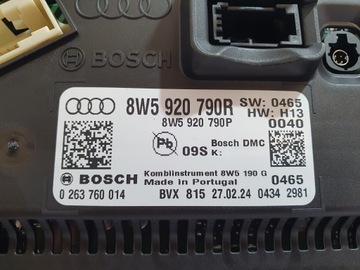 BOSCH
8W5 920 790R
SW: 0465
HW: H13
8W5 920 790P
0040
Pb
09S
Bosch DMC
K:
BOSCH
Kombiinstrument 8W5 190 G
Made in Portugal
0465
0 263 760 014
BVX 815 27.02.24 0434 2981